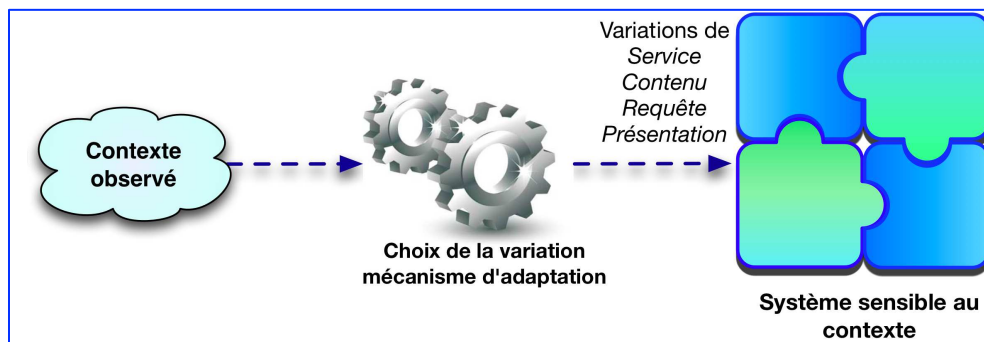 Contexte
observé
Choix de la variation
mécanisme d'adaptation
Variations de
Service
Contenu
Requête
Présentation
Système sensible au
contexte